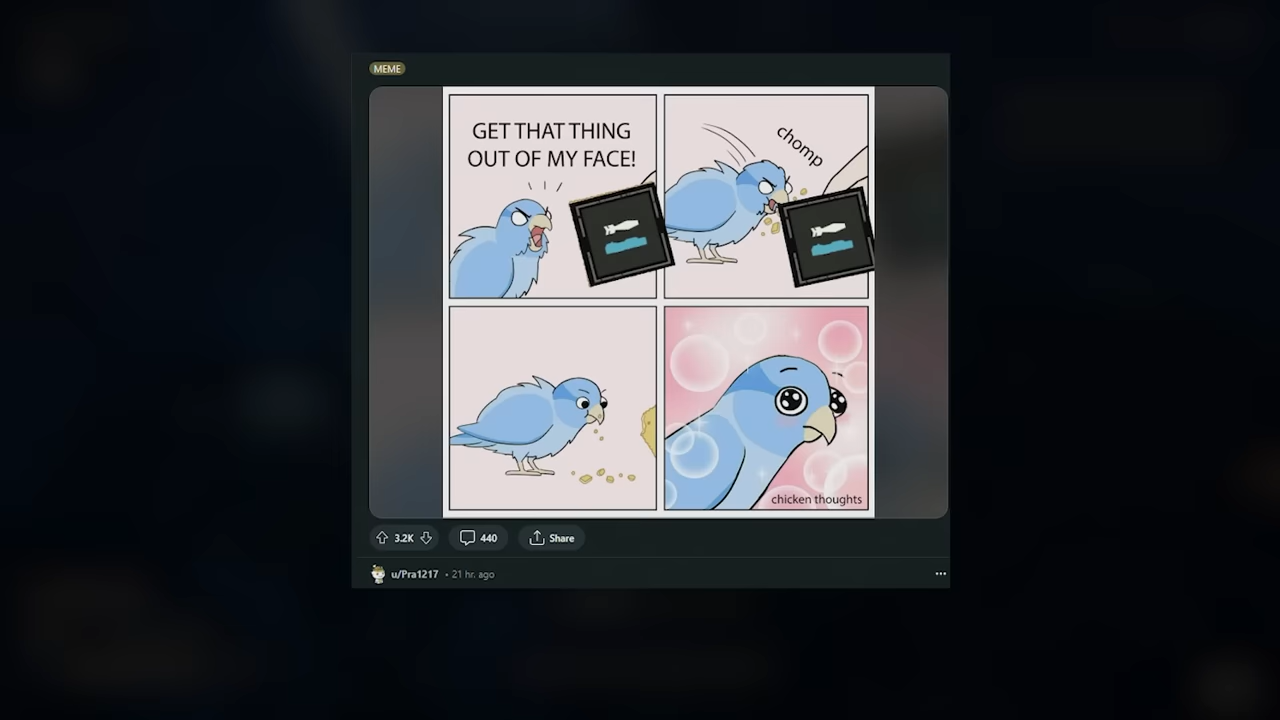 MEME
GET THAT THING
OUT OF MY FACE!
chomp
chicken thoughts
3.2K
440
Share
u/Pra1217 • 21 hr. ago